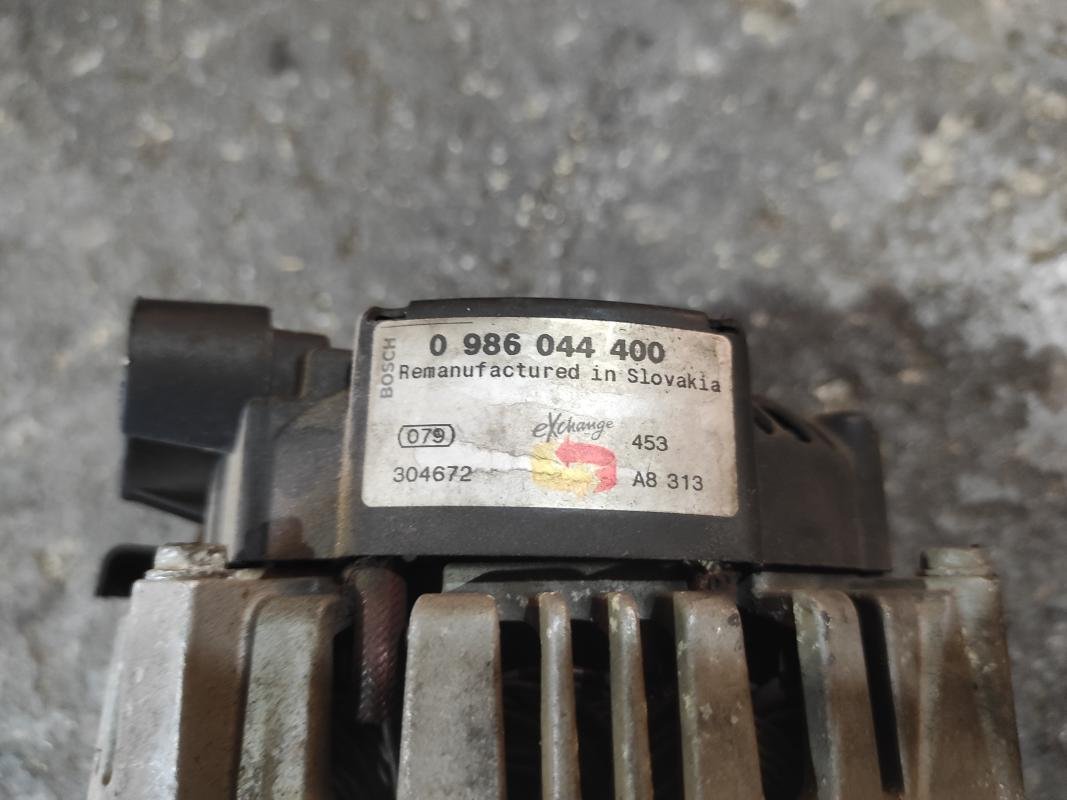 BOSCH
0 986 044 400
Remanufactured in Slovakia
079
eXchange
453
304672
A8 313